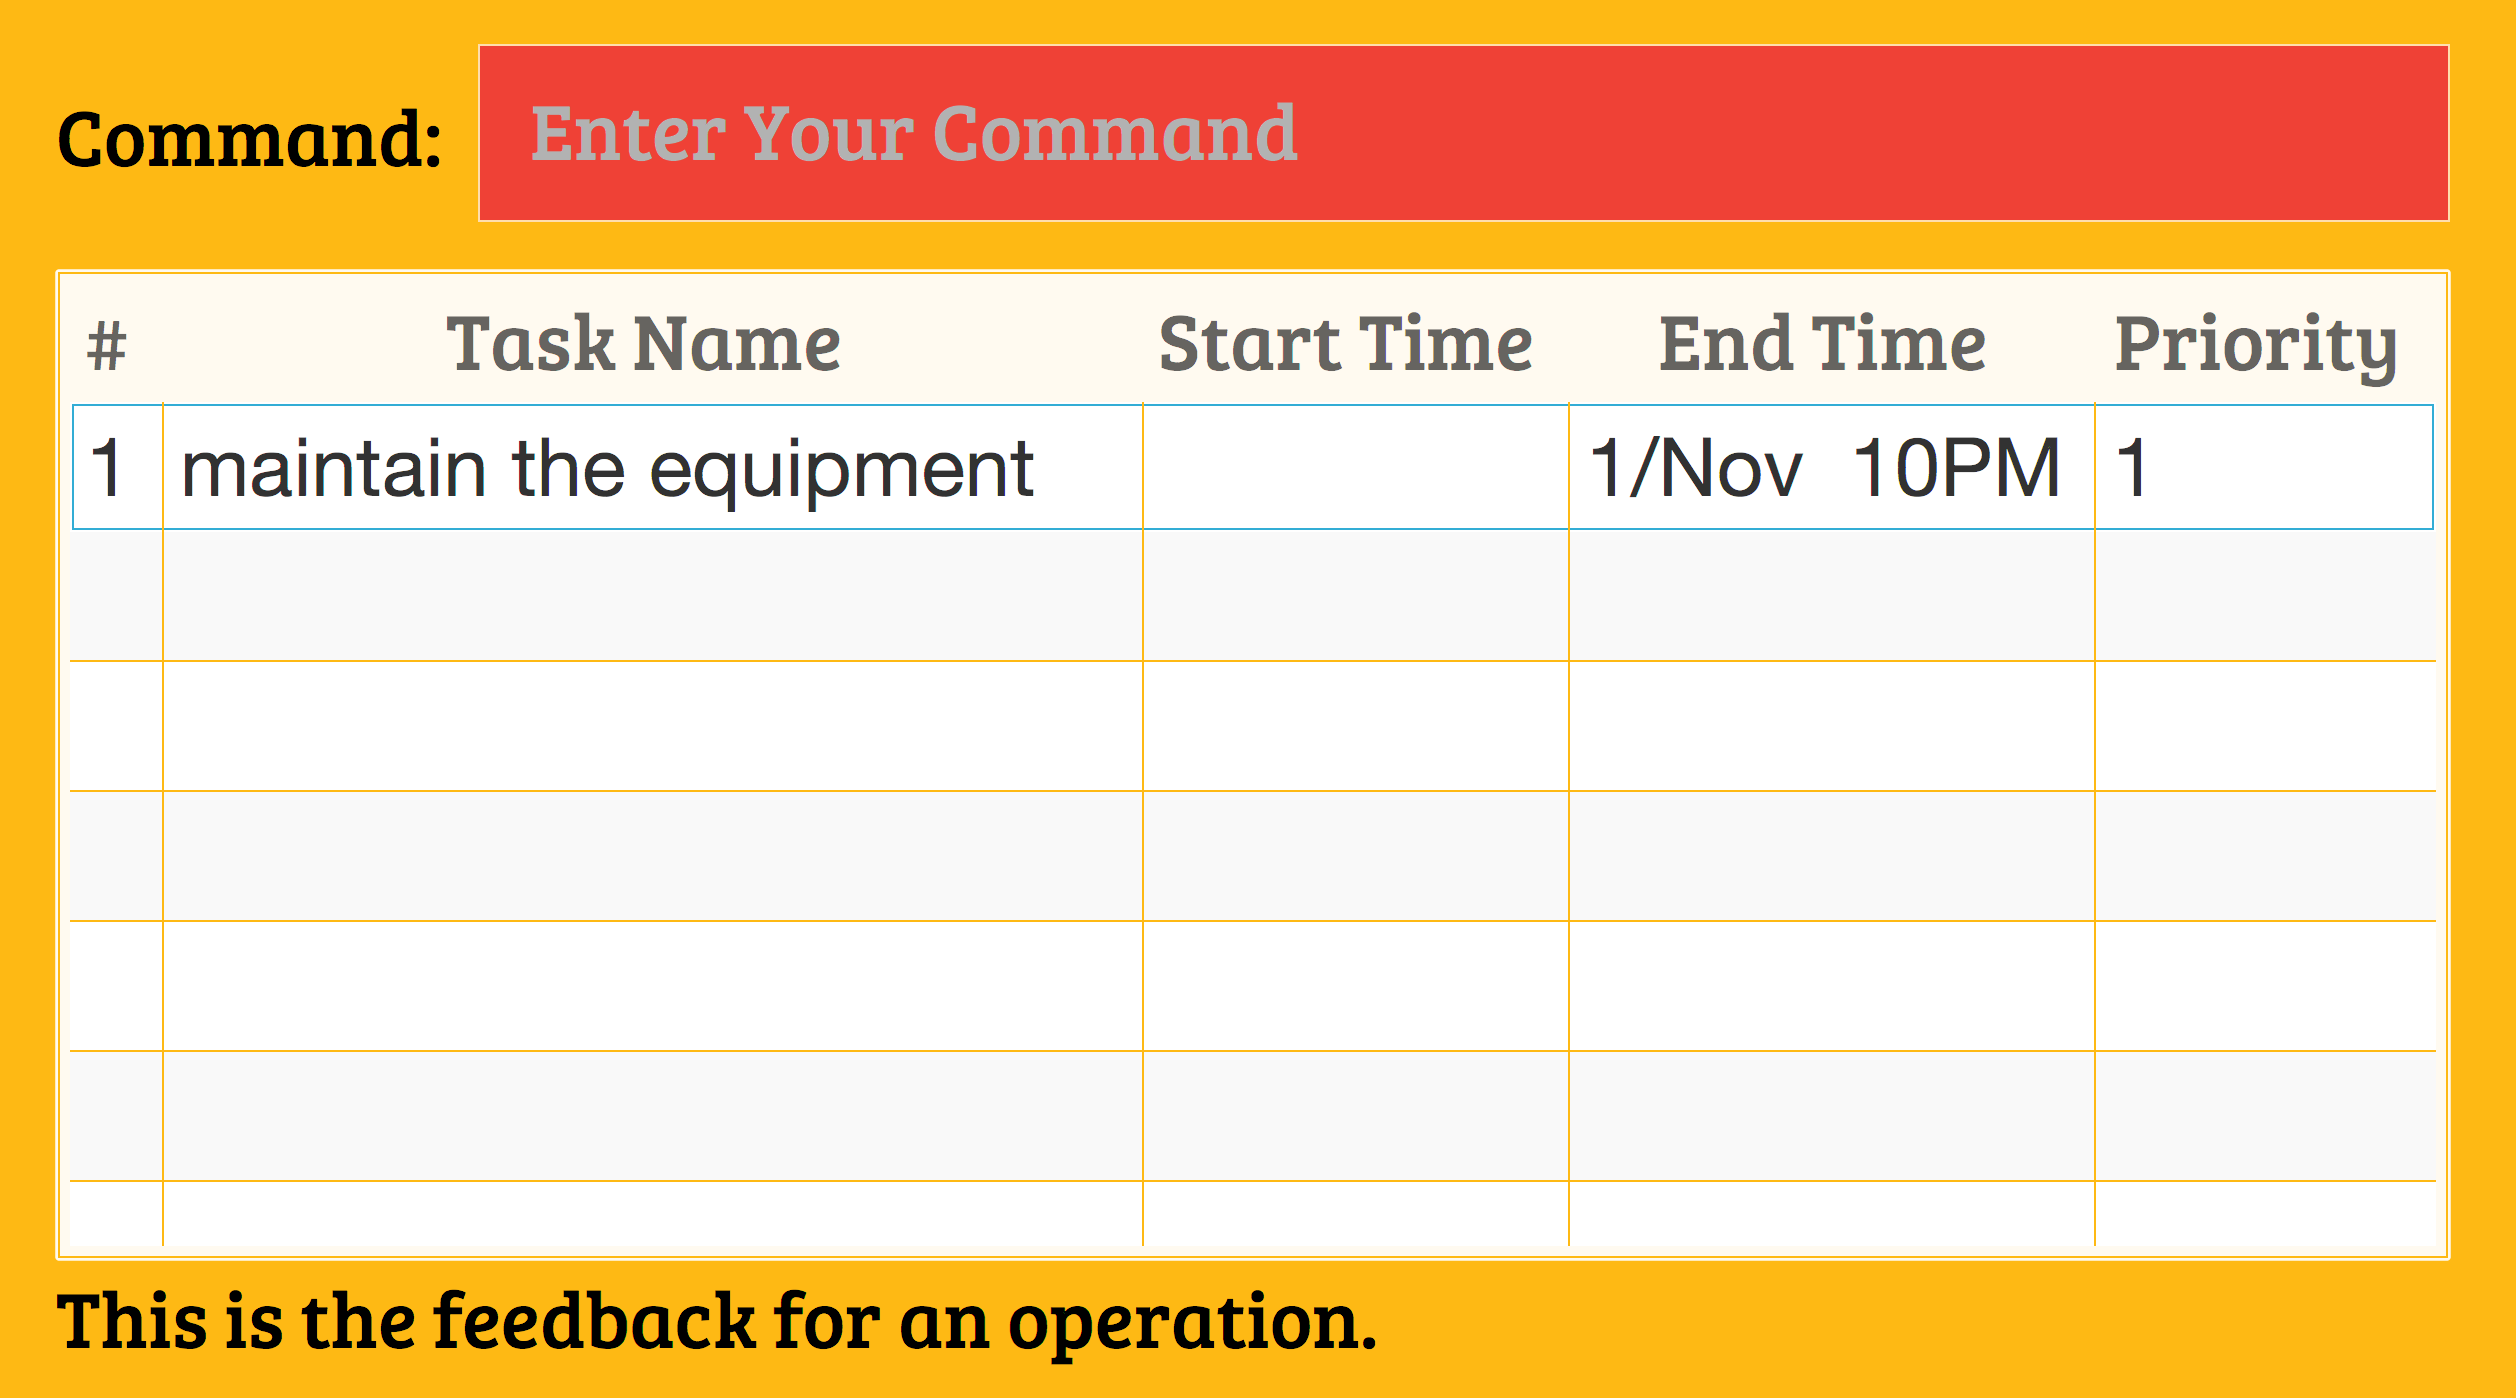 Command: Enter Your Command
# Task Name Start Time End Time Priority
1 maintain the equipment 1/Nov 10PM 1
This is the feedback for an operation.